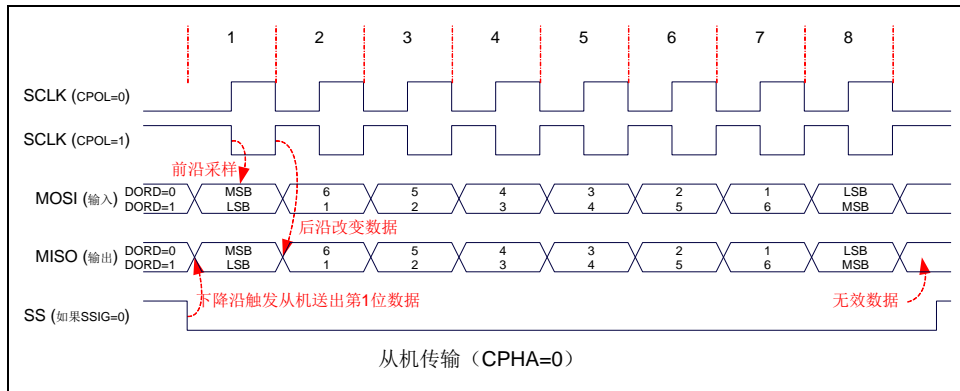 1 2 3 4 5 6 7 8
SCLK (CPOL=0)
SCLK (CPOL=1)
前沿采样
MOSI (输入) DORD=0 MSB 6 5 4 3 2 1 LSB
DORD=1 LSB 1 2 3 4 5 6 MSB
后沿改变数据
MISO (输出) DORD=0 MSB 6 5 4 3 2 1 LSB
DORD=1 LSB 1 2 3 4 5 6 MSB
下降沿触发从机送出第1位数据 无效数据
SS (如果SSIG=0)
从机传输（CPHA=0）